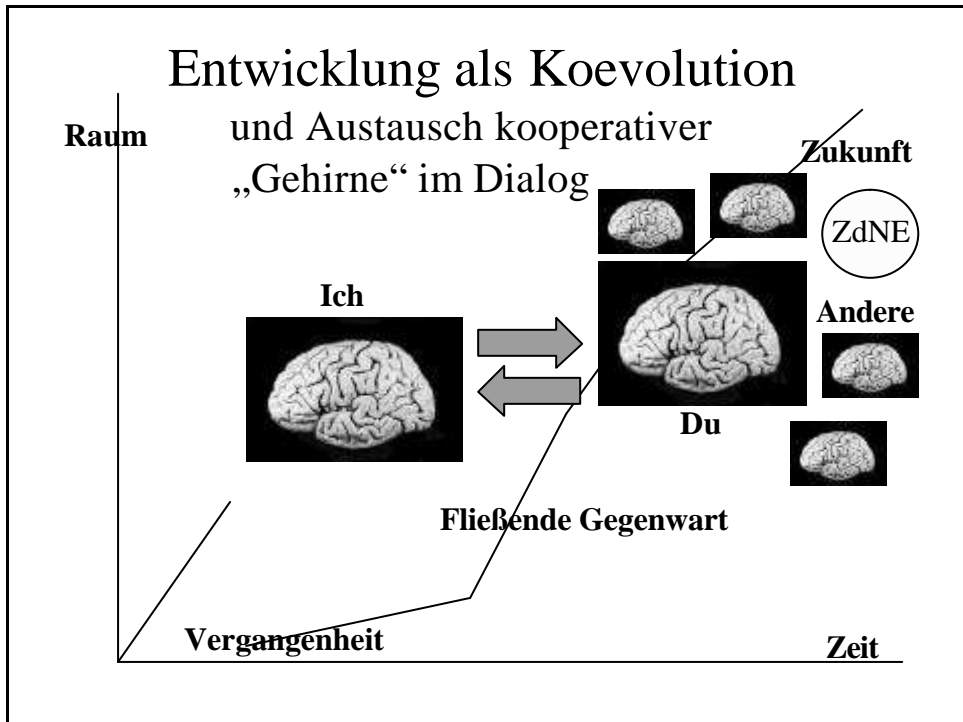 Entwicklung als Koevolution
und Austausch kooperativer
„Gehirne“ im Dialog
Raum
Zukunft
ZdNE
Ich
Andere
Du
Fließende Gegenwart
Vergangenheit
Zeit